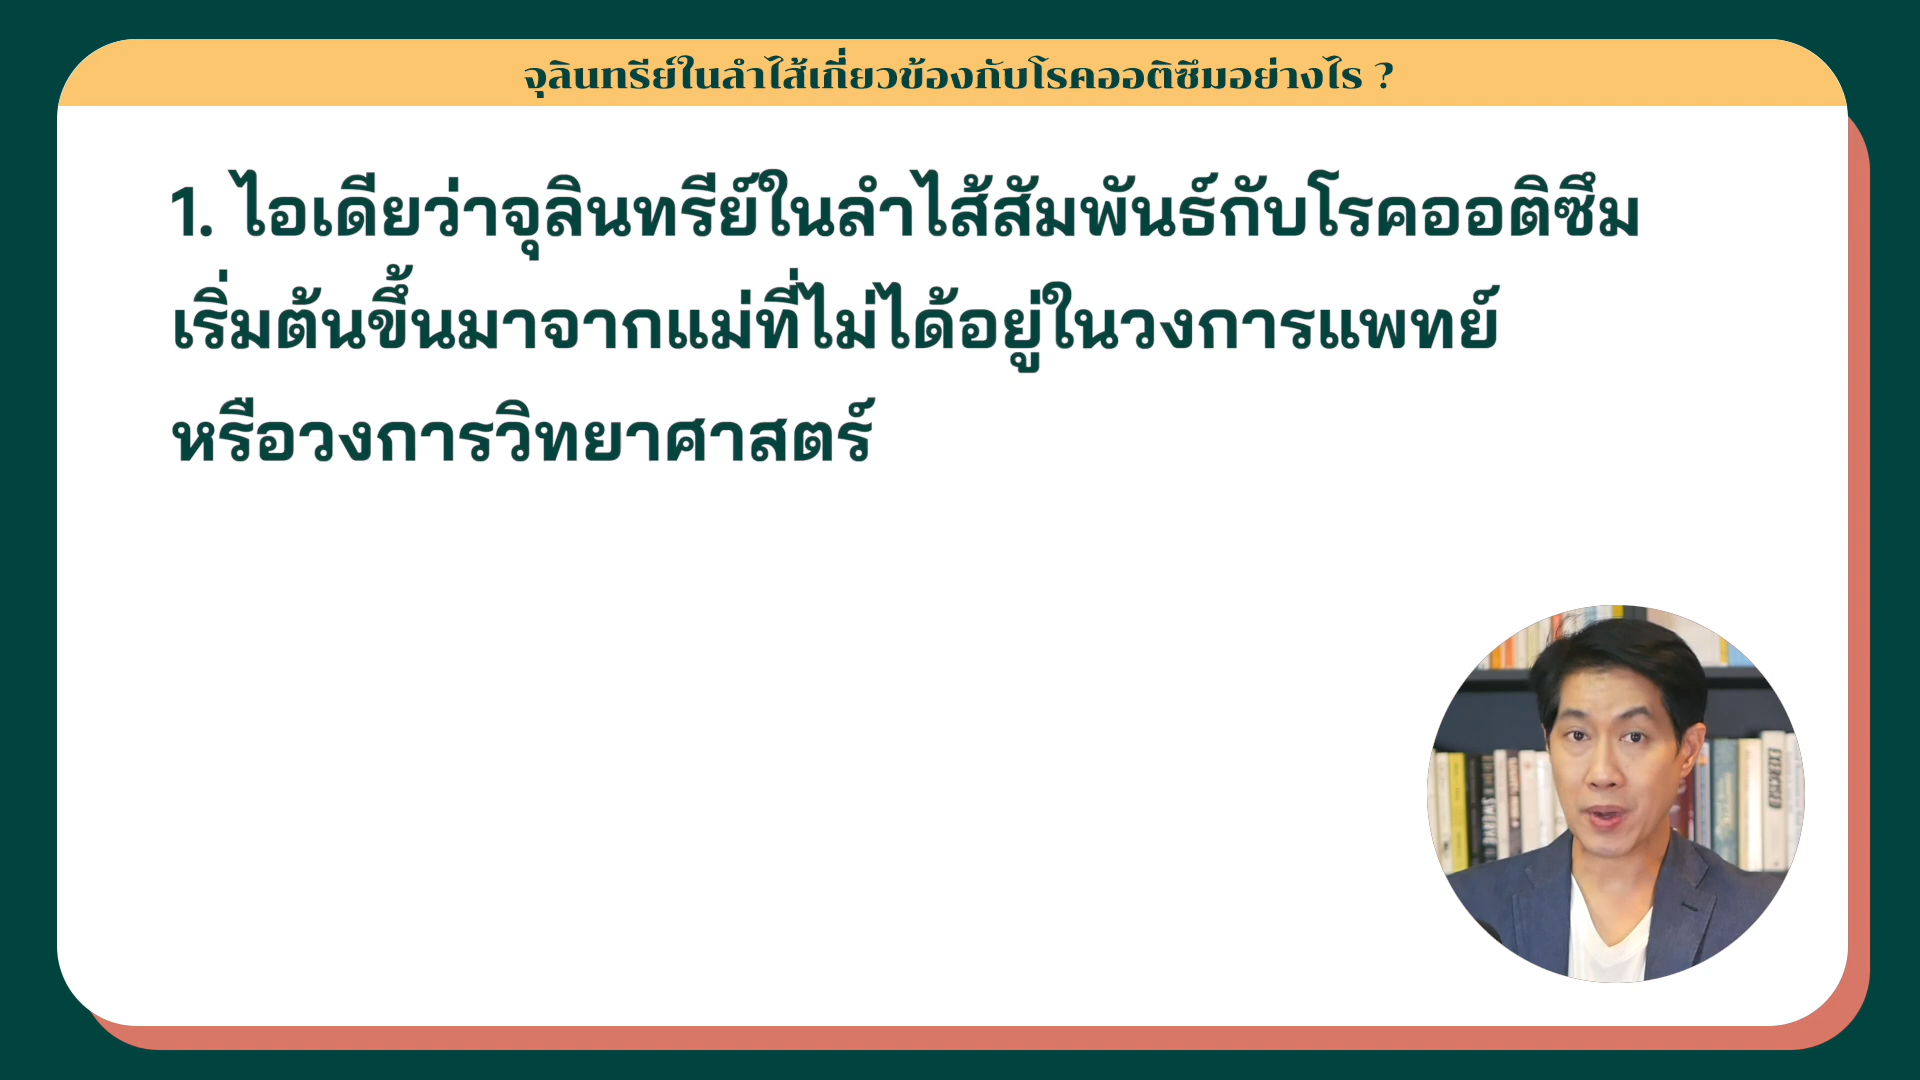 จุลินทรีย์ในลำไส้เกี่ยวข้องกับโรคออติซึมอย่างไร ?
1. ไอเดียว่าจุลินทรีย์ในลำไส้สัมพันธ์กับโรคออติซึม
เริ่มต้นขึ้นมาจากแม่ที่ไม่ได้อยู่ในวงการแพทย์
หรือวงการวิทยาศาสตร์
SWERVE
EXERCISED